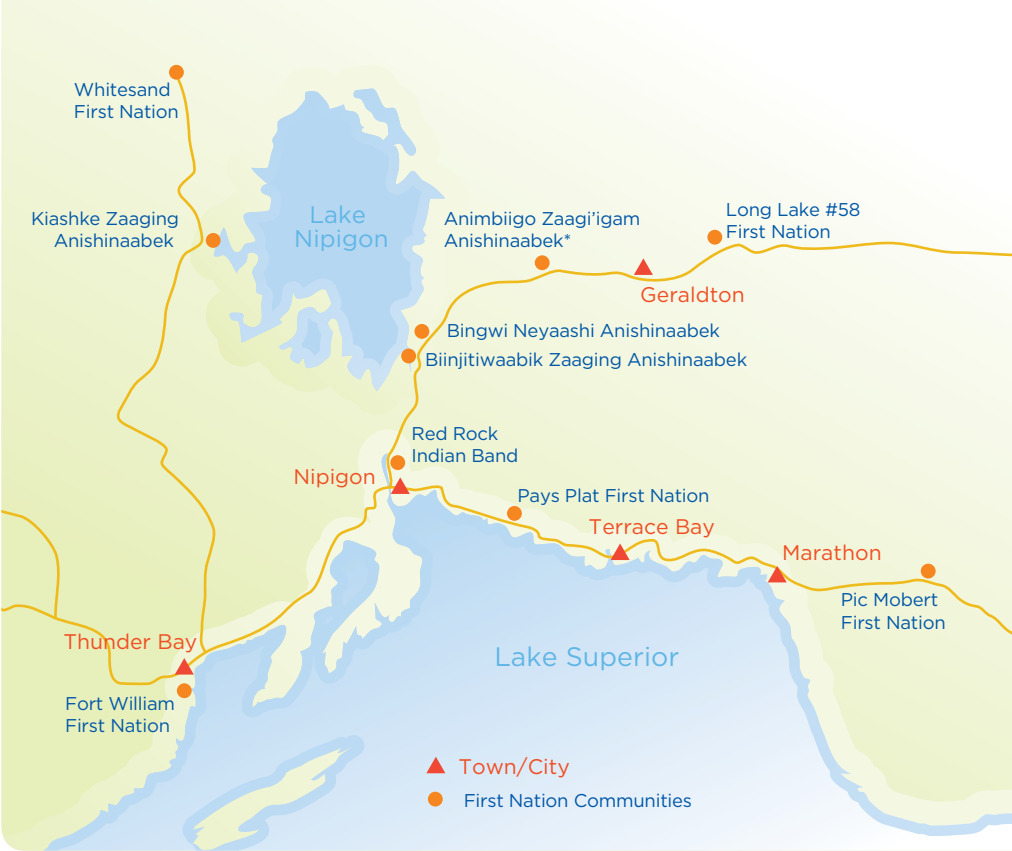 Whitesand
First Nation
Kiashke Zaaging
Anishinaabek
Lake
Nipigon
Animbiigo Zaagi’igam
Anishinaabek*
Long Lake #58
First Nation
Geraldton
Bingwi Neyaashi Anishinaabek
Biinjitiwaabik Zaaging Anishinaabek
Red Rock
Indian Band
Nipigon
Pays Plat First Nation
Terrace Bay
Marathon
Pic Mobert
First Nation
Thunder Bay
Lake Superior
Fort William
First Nation
Town/City
First Nation Communities